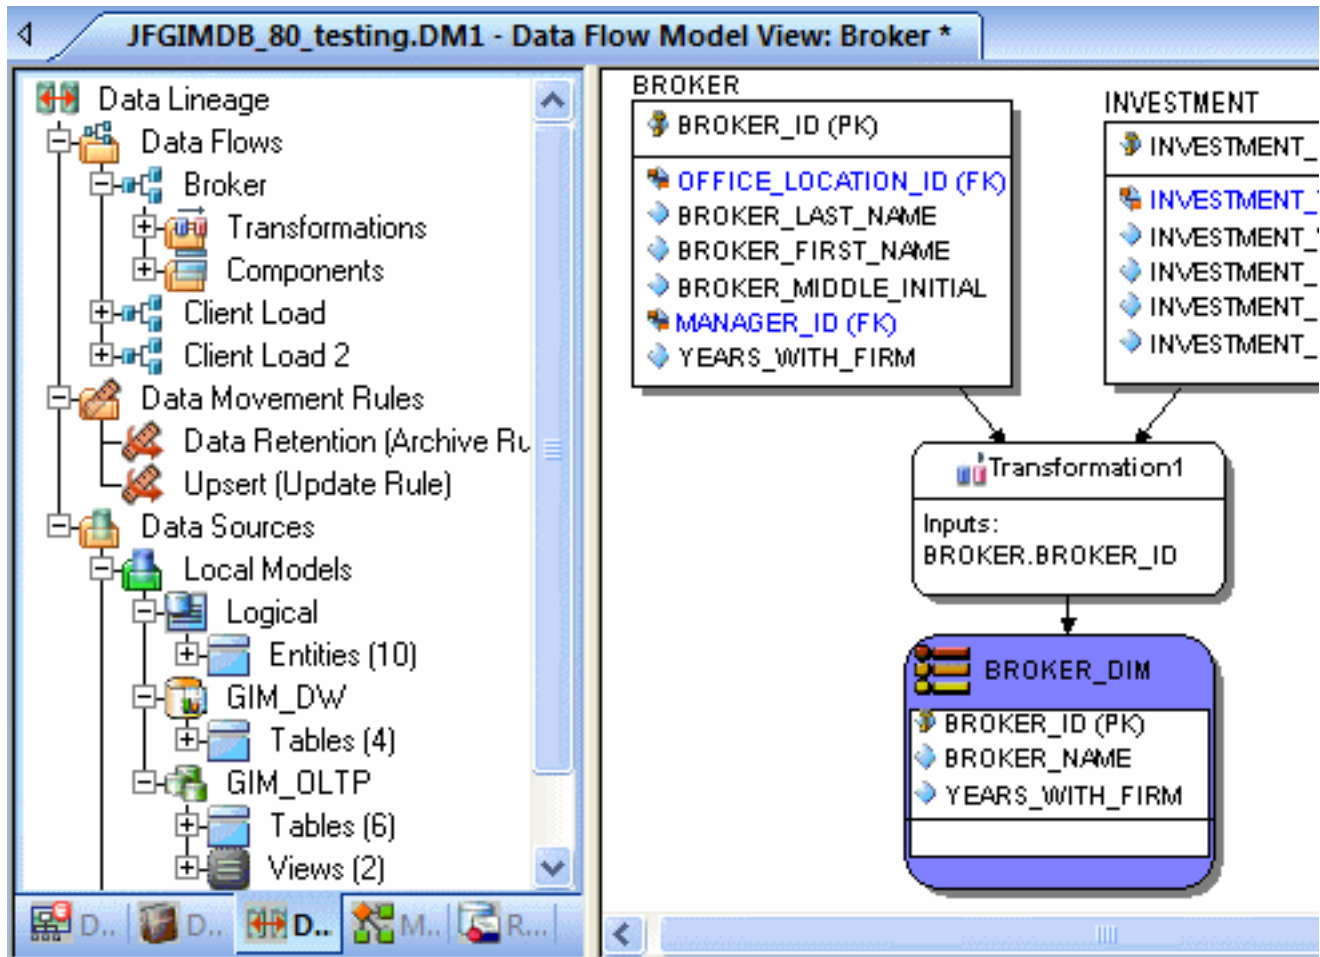 JFGIMDB_80_testing.DM1 - Data Flow Model View: Broker *
Data Lineage
Data Flows
Broker
Transformations
Components
Client Load
Client Load 2
Data Movement Rules
Data Retention (Archive Ru
Upsert (Update Rule)
Data Sources
Local Models
Logical
Entities (10)
GIM_DW
Tables (4)
GIM_OLTP
Tables (6)
Views (2)
D..
D..
D..
M..
R...
BROKER
BROKER_ID (PK)
OFFICE_LOCATION_ID (FK)
BROKER_LAST_NAME
BROKER_FIRST_NAME
BROKER_MIDDLE_INITIAL
MANAGER_ID (FK)
YEARS_WITH_FIRM
INVESTMENT
INVESTMENT_
INVESTMENT_
INVESTMENT_
INVESTMENT_
INVESTMENT_
INVESTMENT_
Transformation1
Inputs:
BROKER.BROKER_ID
BROKER_DIM
BROKER_ID (PK)
BROKER_NAME
YEARS_WITH_FIRM